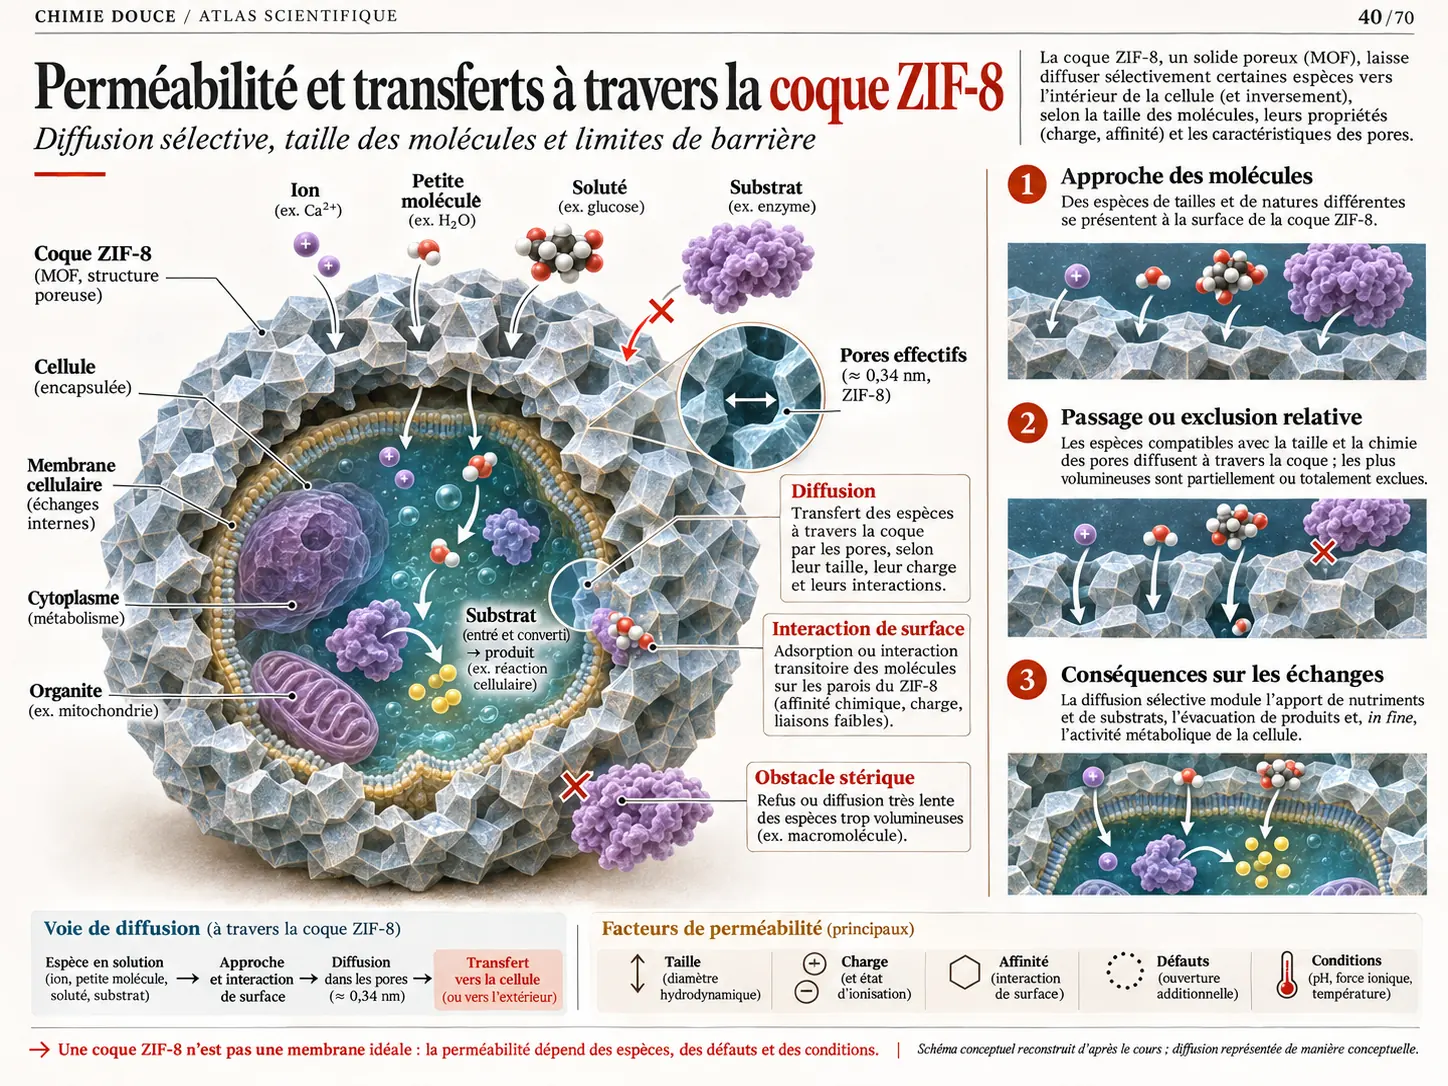 CHIMIE DOUCE / ATLAS SCIENTIFIQUE
40/70
Perméabilité et transferts à travers la coque ZIF-8
Diffusion sélective, taille des molécules et limites de barrière
La coque ZIF-8, un solide poreux (MOF), laisse
diffuser sélectivement certaines espèces vers
l'intérieur de la cellule (et inversement),
selon la taille des molécules, leurs propriétés
(charge, affinité) et les caractéristiques des pores.
Ion
(ex. Ca²⁺)
Petite
molécule
(ex. H₂O)
Soluté
(ex. glucose)
Substrat
(ex. enzyme)
Coque ZIF-8
(MOF, structure
poreuse)
Cellule
(encapsulée)
Membrane
cellulaire
(échanges
internes)
Cytoplasme
(métabolisme)
Organite
(ex. mitochondrie)
Pores effectifs
(≈ 0,34 nm,
ZIF-8)
Substrat
(entré et converti)
→ produit
(ex. réaction
cellulaire)
Diffusion
Transfert des espèces
à travers la coque
par les pores, selon
leur taille, leur charge
et leurs interactions.
Interaction de surface
Adsorption ou interaction
transitoire des molécules
sur les parois du ZIF-8
(affinité chimique, charge,
liaisons faibles).
Obstacle stérique
Refus ou diffusion très lente
des espèces trop volumineuses
(ex. macromolécule).
1 Approche des molécules
Des espèces de tailles et de natures différentes
se présentent à la surface de la coque ZIF-8.
2 Passage ou exclusion relative
Les espèces compatibles avec la taille et la chimie
des pores diffusent à travers la coque ; les plus
volumineuses sont partiellement ou totalement exclues.
3 Conséquences sur les échanges
La diffusion sélective module l'apport de nutriments
et de substrats, l'évacuation de produits et, in fine,
l'activité métabolique de la cellule.
Voie de diffusion (à travers la coque ZIF-8)
Espèce en solution
(ion, petite molécule,
soluté, substrat)
→
Approche
et interaction
de surface
→
Diffusion
dans les pores
(≈ 0,34 nm)
→
Transfert
vers la cellule
(ou vers l'extérieur)
Facteurs de perméabilité (principaux)
Taille
(diamètre
hydrodynamique)
Charge
(et état
d'ionisation)
Affinité
(interaction
de surface)
Défauts
(ouverture
additionnelle)
Conditions
(pH, force ionique,
température)
→ Une coque ZIF-8 n'est pas une membrane idéale : la perméabilité dépend des espèces, des défauts et des conditions.
Schéma conceptuel reconstruit d'après le cours ; diffusion représentée de manière conceptuelle.